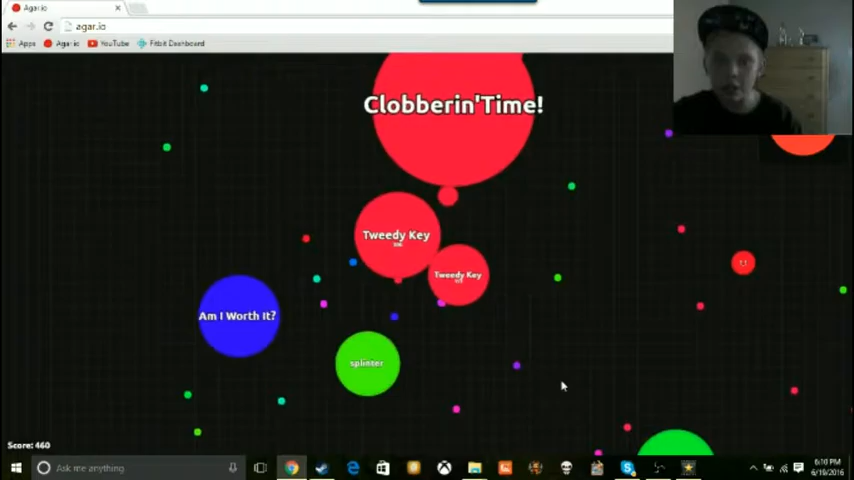 Agar.io
agar.io
Apps
Agar.io
YouTube
Fitbit Dashboard
Clobberin'Time!
Tweedy Key
Tweedy Key
Am I Worth It?
splinter
Score: 460
Ask me anything
6:10 PM
6/19/2016